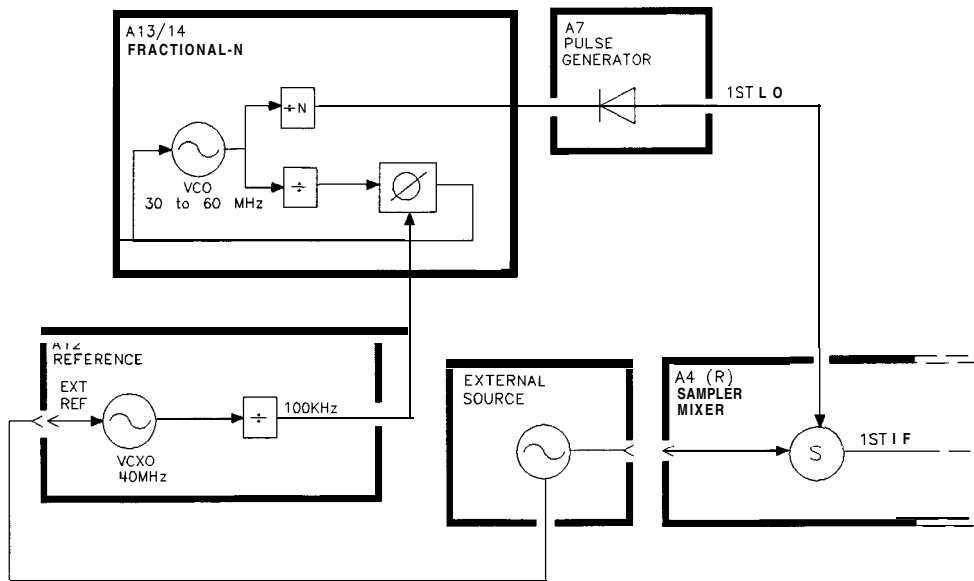 A13/14
FRACTIONAL-N
÷N
VCO
30 to 60 MHz
÷
A7
PULSE
GENERATOR
1ST LO
A12
REFERENCE
EXT
REF
÷
100KHz
VCXO
40MHz
EXTERNAL
SOURCE
A4 (R)
SAMPLER
MIXER
S
1ST IF